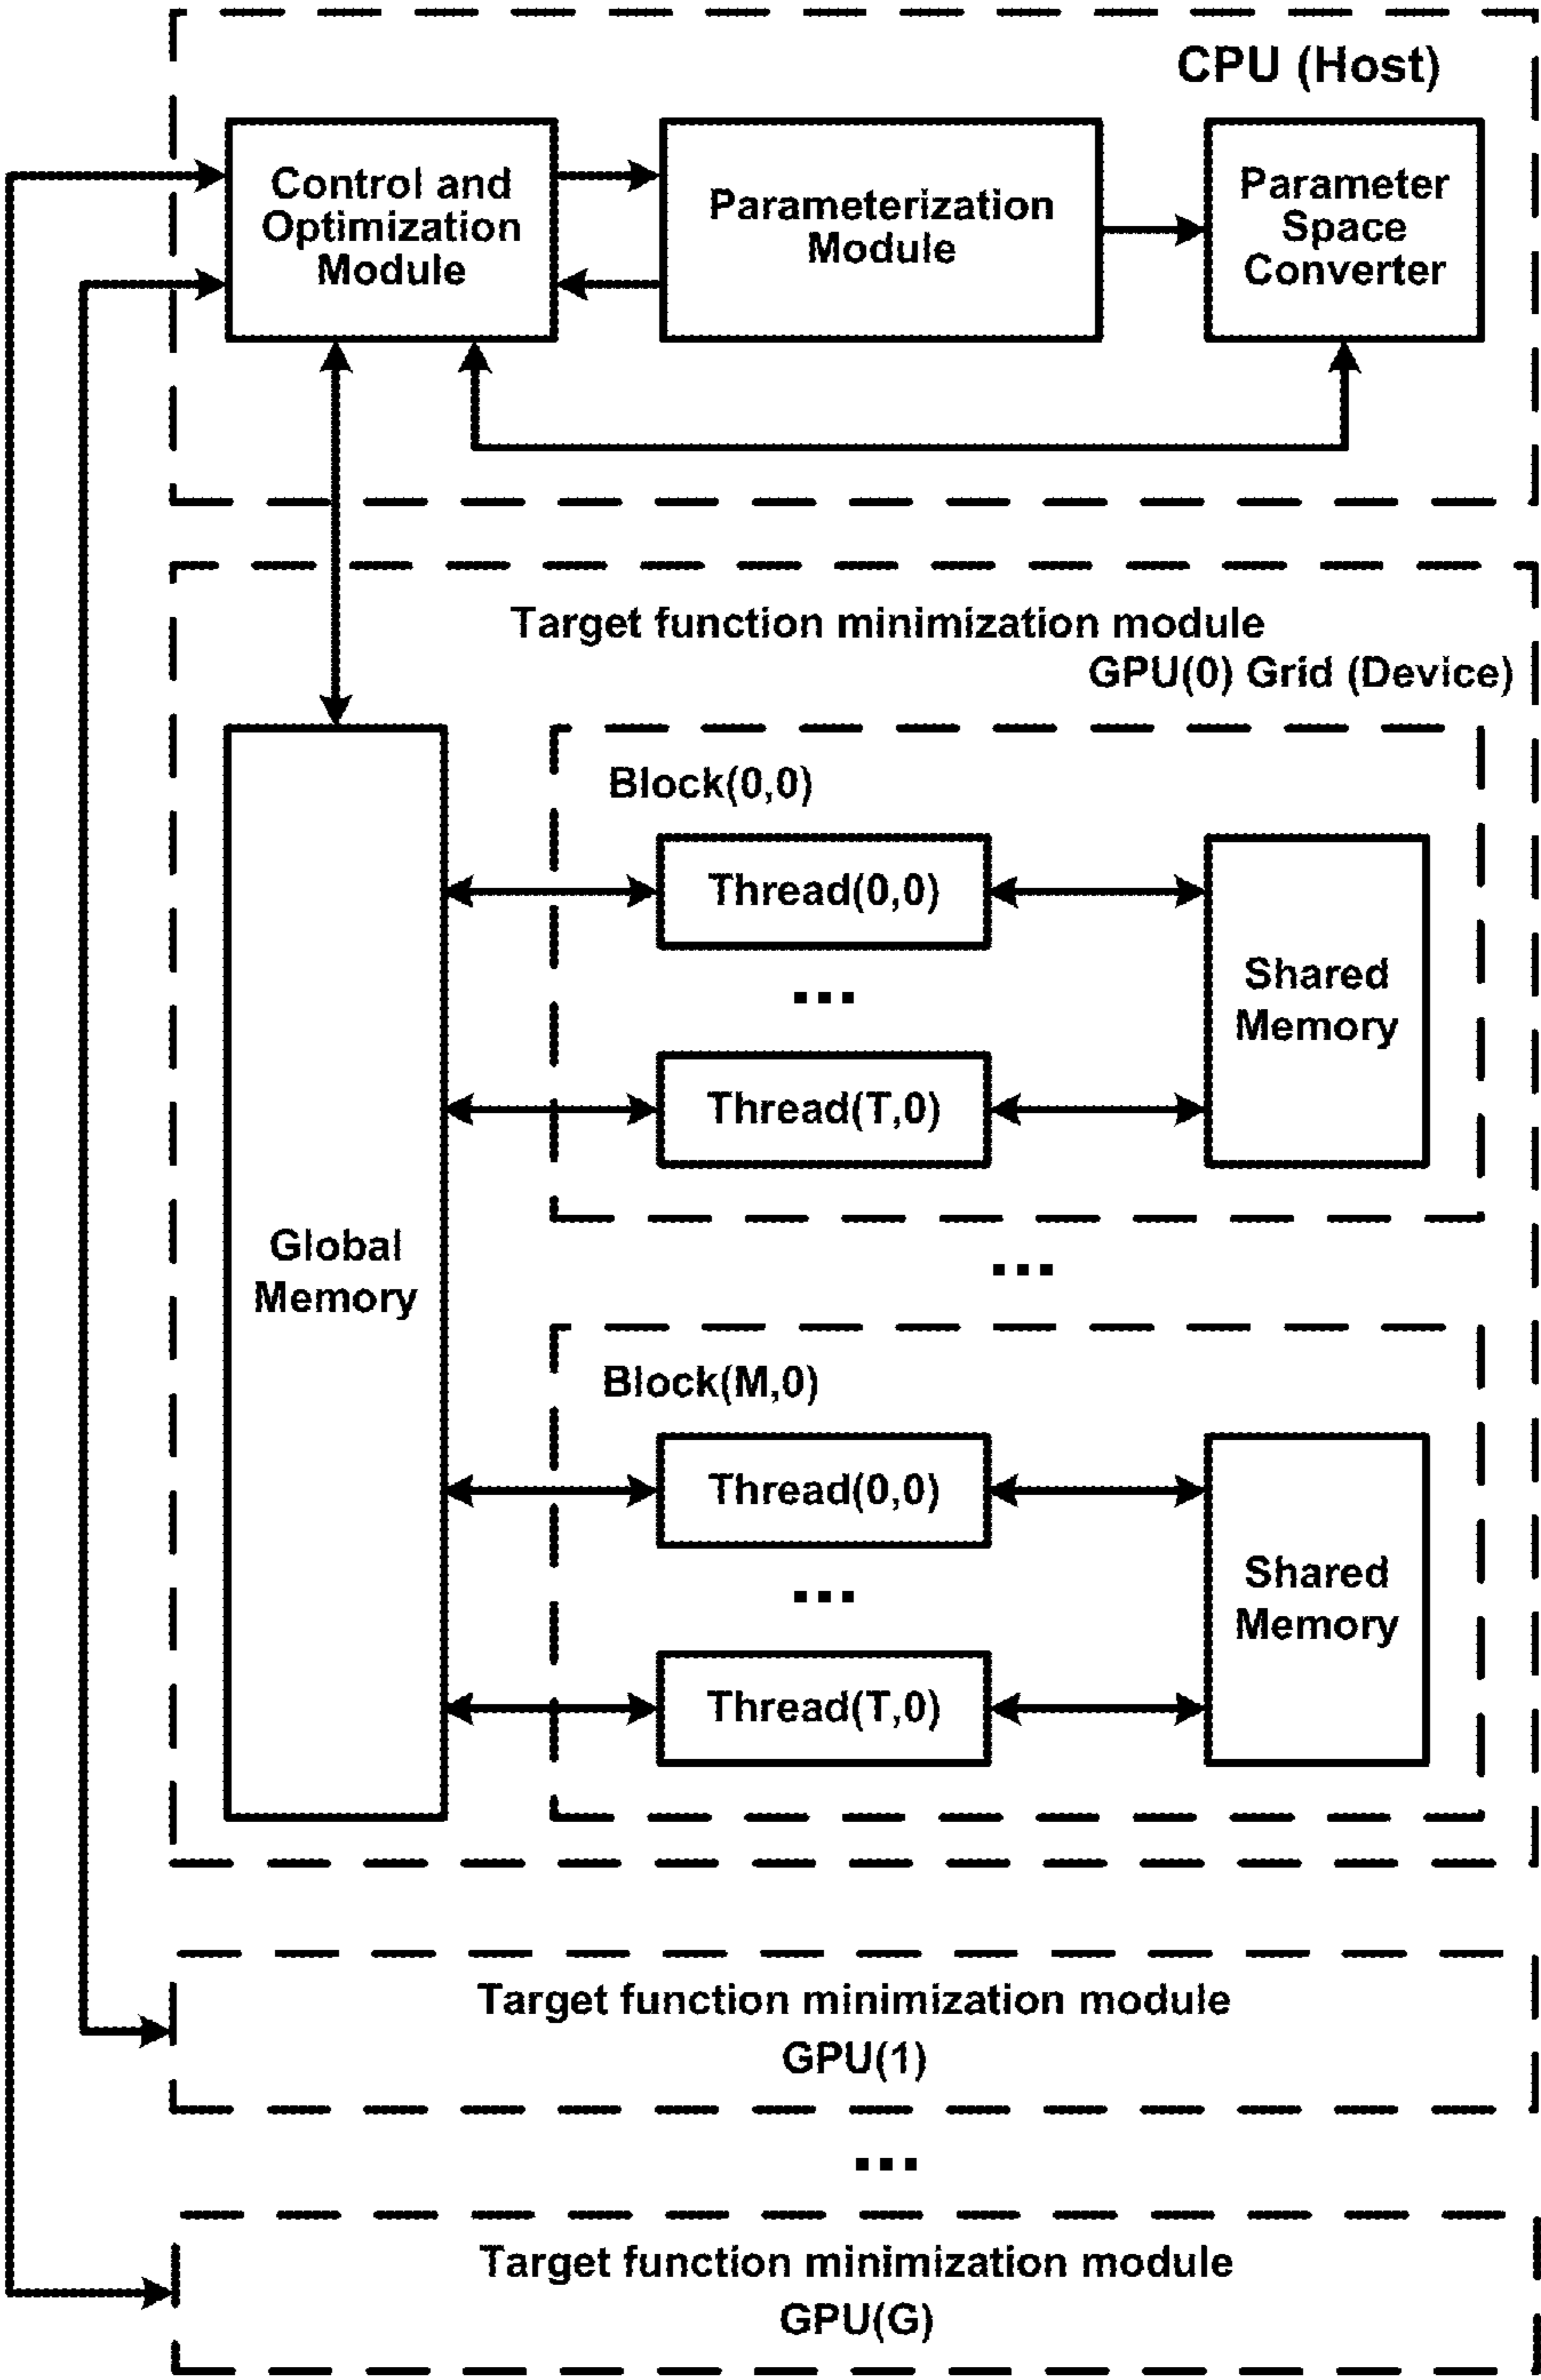 CPU (Host)
Control and
Optimization
Module
Parameterization
Module
Parameter
Space
Converter
Target function minimization module
GPU(0) Grid (Device)
Global
Memory
Block(0,0)
Thread(0,0)
...
Thread(T,0)
Shared
Memory
...
Block(M,0)
Thread(0,0)
...
Thread(T,0)
Shared
Memory
Target function minimization module
GPU(1)
...
Target function minimization module
GPU(G)